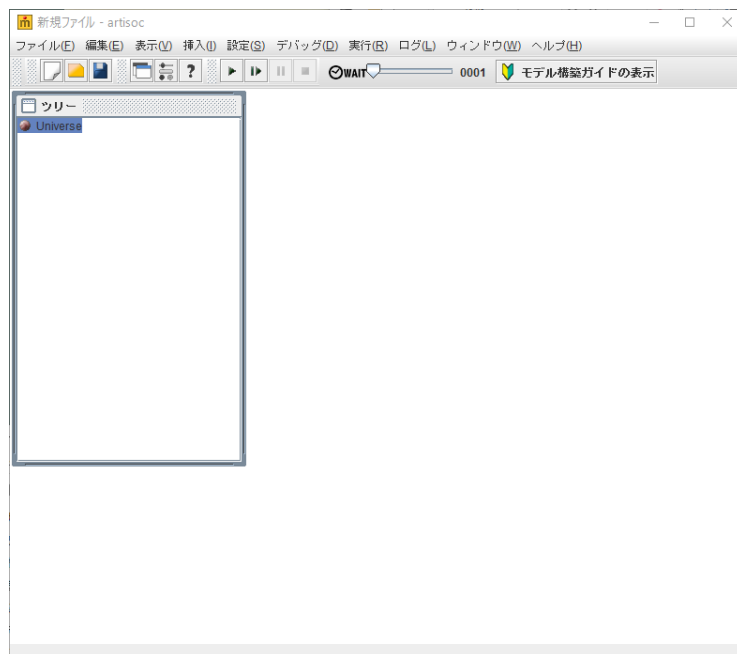 新規ファイル - artisoc
ファイル(F) 編集(E) 表示(V) 挿入(I) 設定(S) デバッグ(D) 実行(R) ログ(L) ウィンドウ(W) ヘルプ(H)
? WAIT 0001 モデル構築ガイドの表示
ツリー
Universe